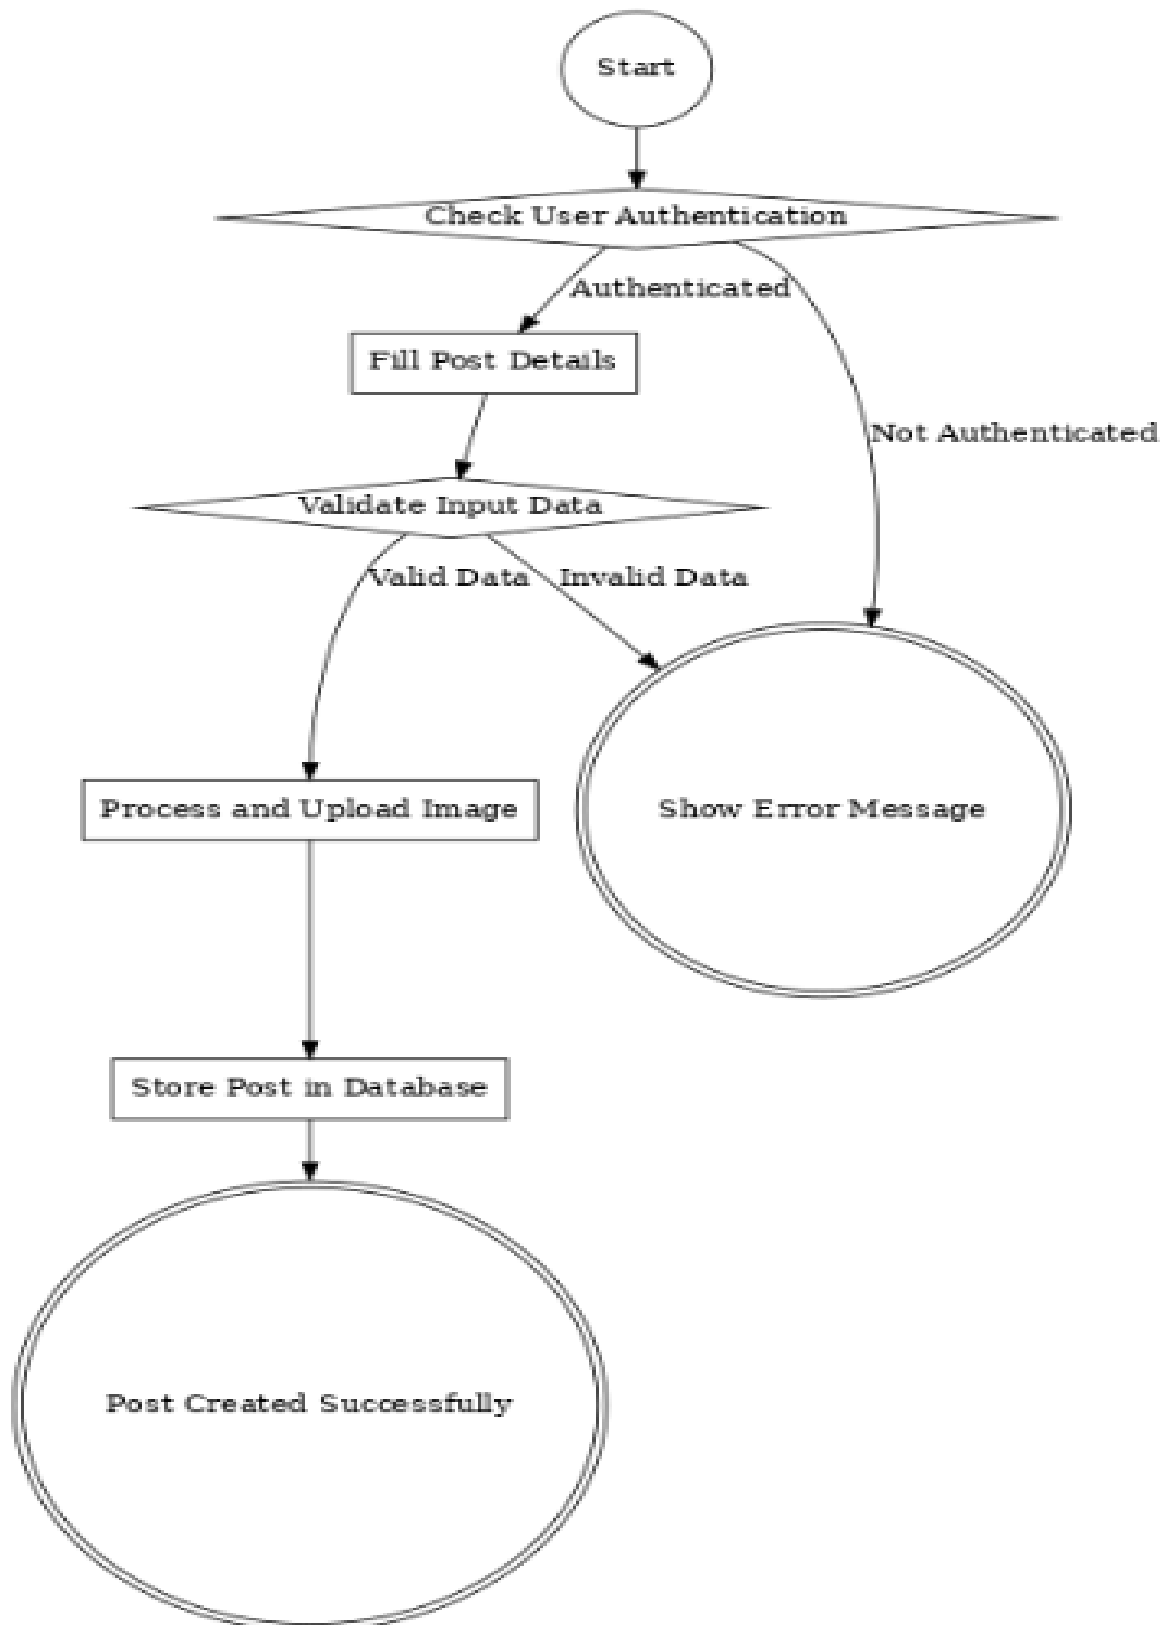 Start
Check User Authentication
Authenticated
Fill Post Details
Not Authenticated
Validate Input Data
Valid Data
Invalid Data
Process and Upload Image
Show Error Message
Store Post in Database
Post Created Successfully